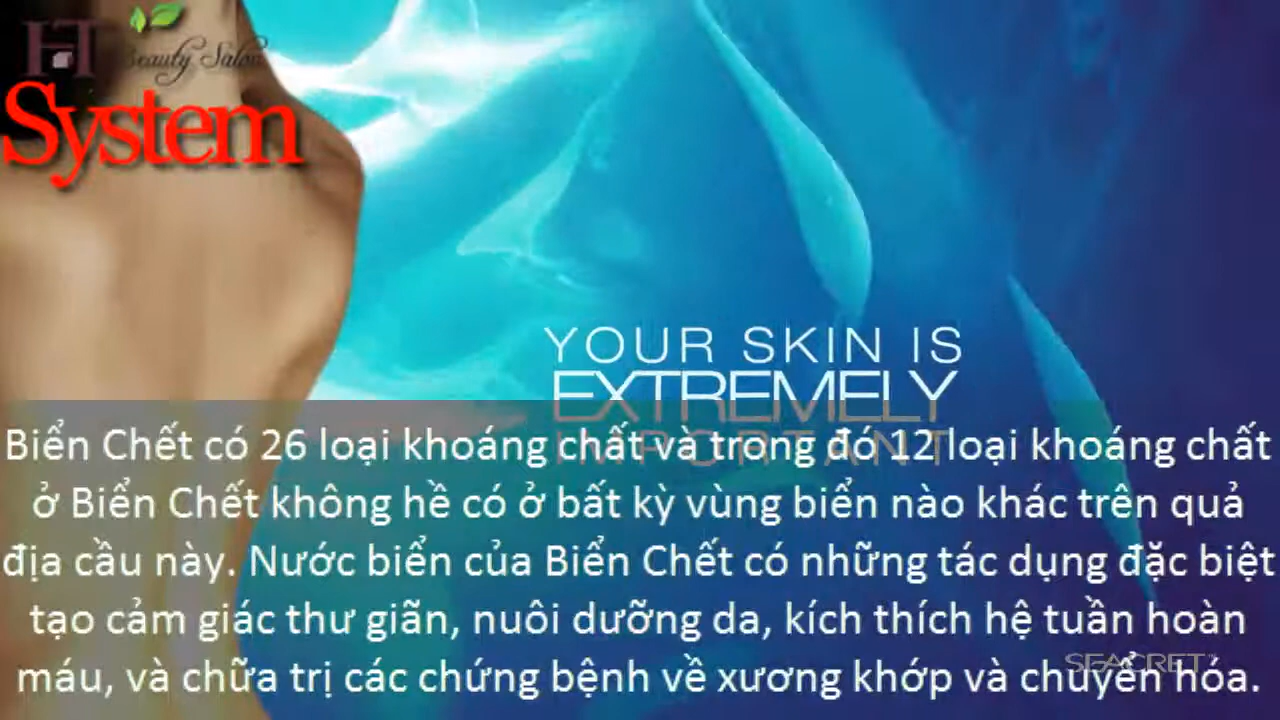 HT Beauty Salon
System
YOUR SKIN IS
EXTREMELY
IMPORTANT
Biển Chết có 26 loại khoáng chất và trong đó 12 loại khoáng chất
ở Biển Chết không hề có ở bất kỳ vùng biển nào khác trên quả
địa cầu này. Nước biển của Biển Chết có những tác dụng đặc biệt
tạo cảm giác thư giãn, nuôi dưỡng da, kích thích hệ tuần hoàn
máu, và chữa trị các chứng bệnh về xương khớp và chuyển hóa.
SEACRET™